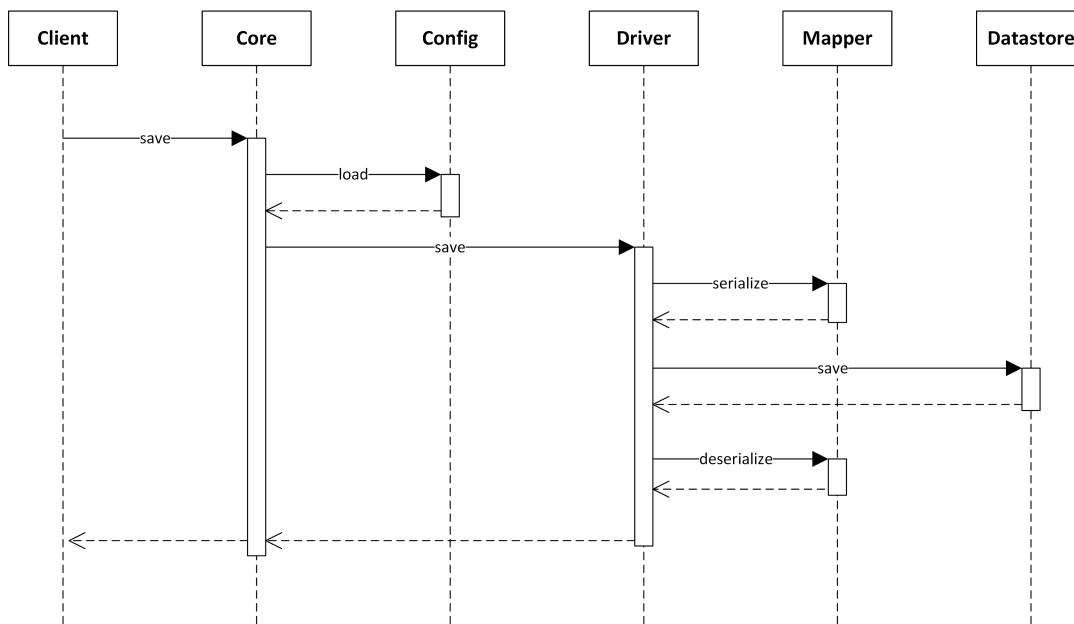 Client
Core
Config
Driver
Mapper
Datastore
save
load
save
serialize
save
deserialize